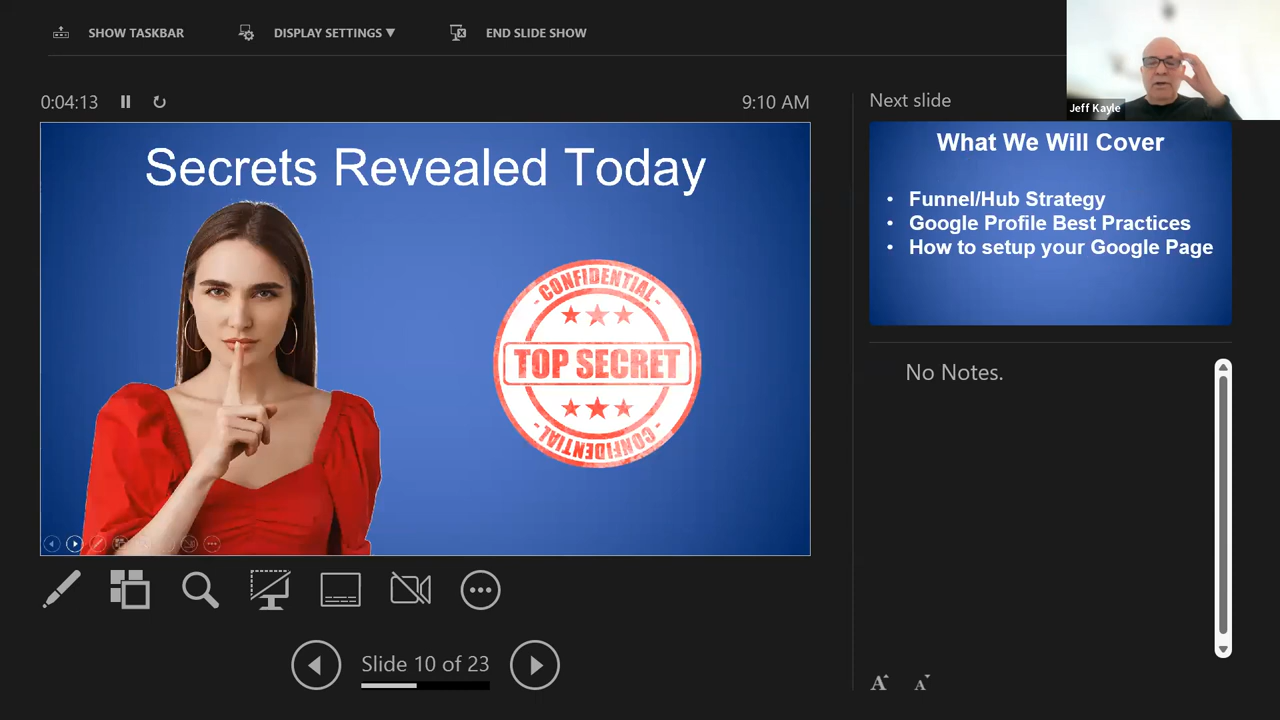 SHOW TASKBAR
DISPLAY SETTINGS ▼
END SLIDE SHOW
Jeff Kayle
0:04:13
9:10 AM
Next slide
Secrets Revealed Today
- CONFIDENTIAL -
TOP SECRET
- CONFIDENTIAL -
What We Will Cover
• Funnel/Hub Strategy
• Google Profile Best Practices
• How to setup your Google Page
No Notes.
Slide 10 of 23
A A